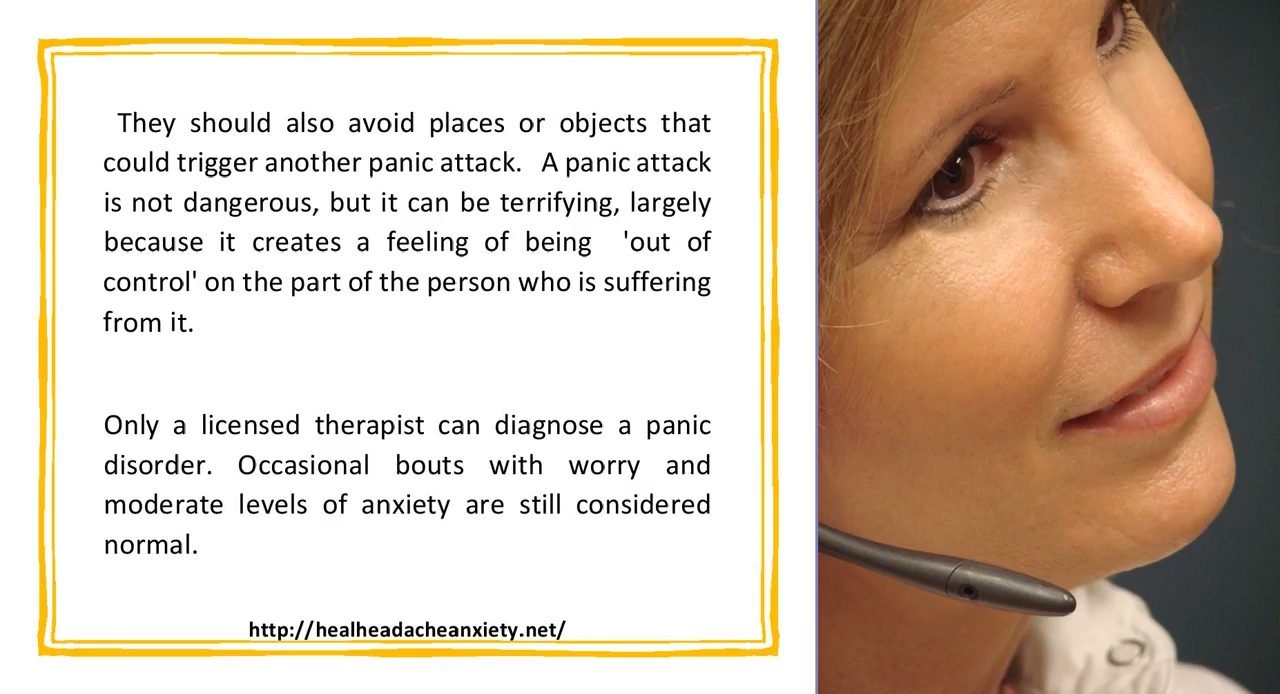 They should also avoid places or objects that
could trigger another panic attack.   A panic attack
is not dangerous, but it can be terrifying, largely
because it creates a feeling of being  'out of
control' on the part of the person who is suffering
from it.
Only a licensed therapist can diagnose a panic
disorder. Occasional bouts with worry and
moderate levels of anxiety are still considered
normal.
http://healheadacheanxiety.net/